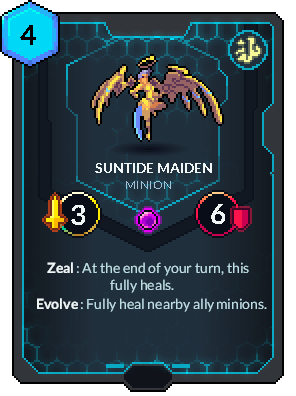 4
SUNTIDE MAIDEN
MINION
3
6
Zeal: At the end of your turn, this
fully heals.
Evolve: Fully heal nearby ally minions.